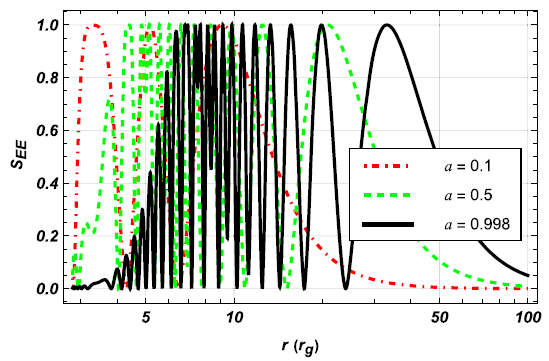 1.0
0.8
0.6
0.4
0.2
0.0
S_EE
a = 0.1
a = 0.5
a = 0.998
5 10 50 100
r (r_g)